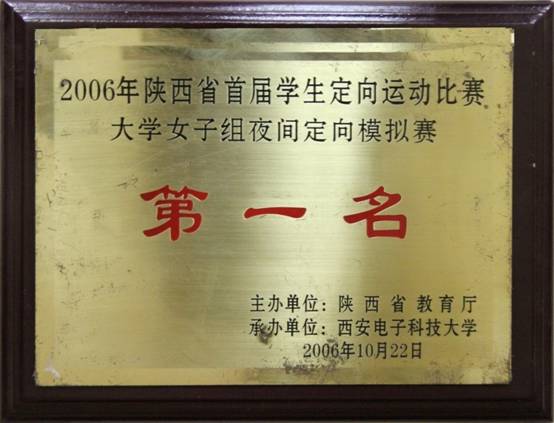 2006年陕西省首届学生定向运动比赛
大学女子组夜间定向模拟赛
第一名
主办单位：陕西省教育厅
承办单位：西安电子科技大学
2006年10月22日